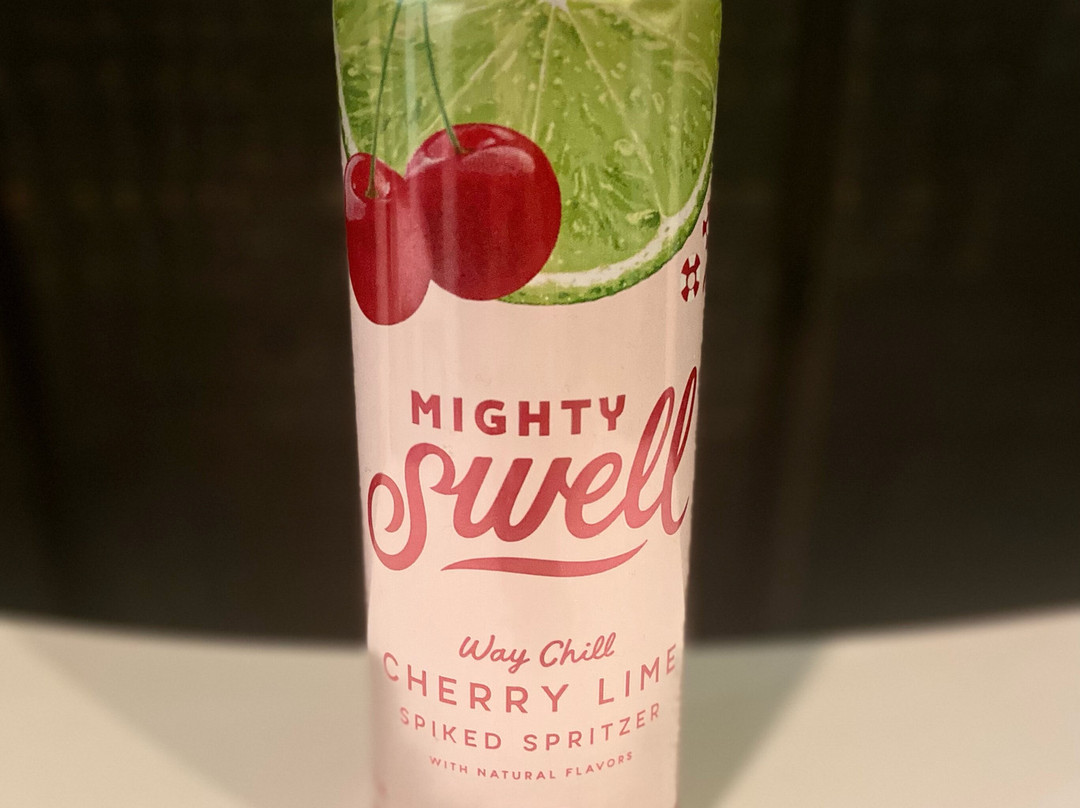 MIGHTY
Swell
Way Chill
CHERRY LIME
SPIKED SPRITZER
WITH NATURAL FLAVORS